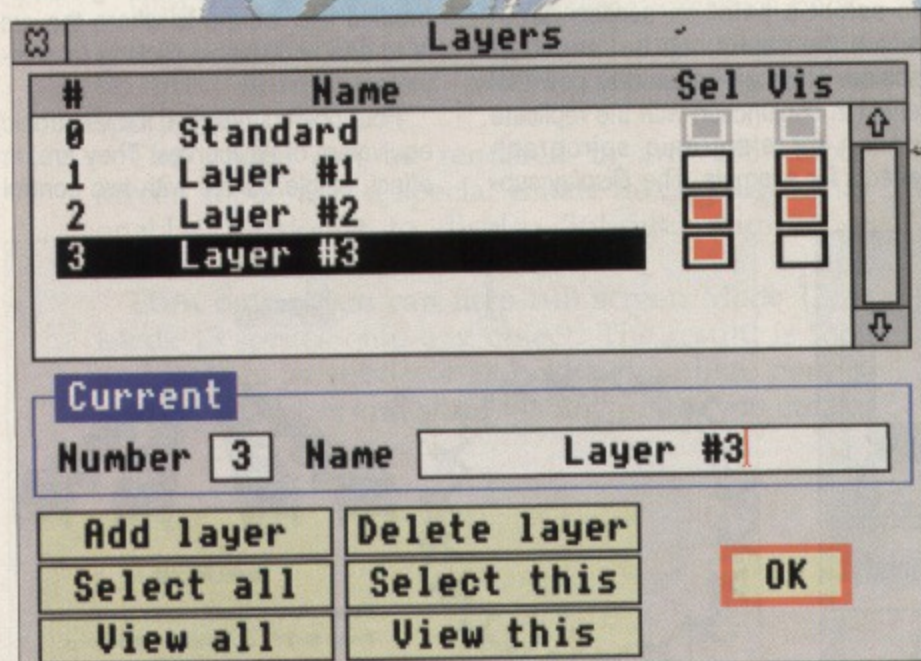 Layers
# Name Sel Vis
0 Standard
1 Layer #1
2 Layer #2
3 Layer #3
Current
Number 3 Name Layer #3
Add layer Delete layer
Select all Select this OK
View all View this